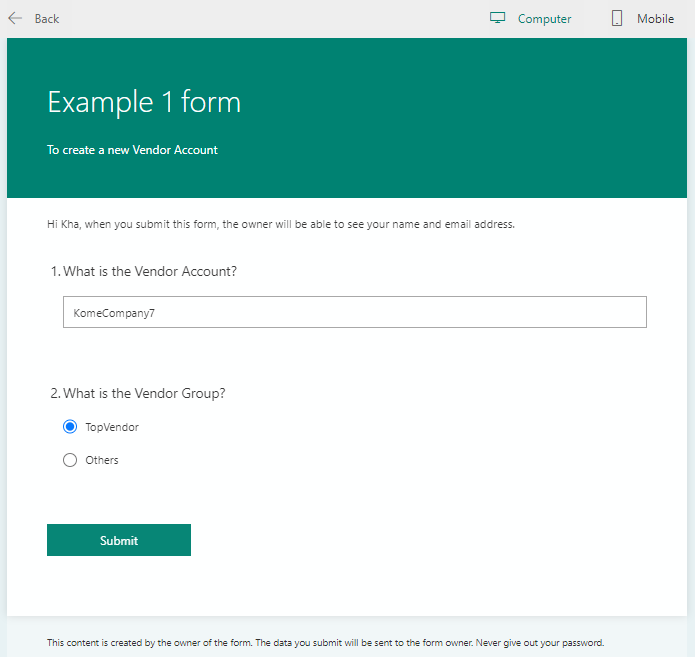 Back
Computer
Mobile
Example 1 form
To create a new Vendor Account
Hi Kha, when you submit this form, the owner will be able to see your name and email address.
1. What is the Vendor Account?
KomeCompany7
2. What is the Vendor Group?
TopVendor
Others
Submit
This content is created by the owner of the form. The data you submit will be sent to the form owner. Never give out your password.